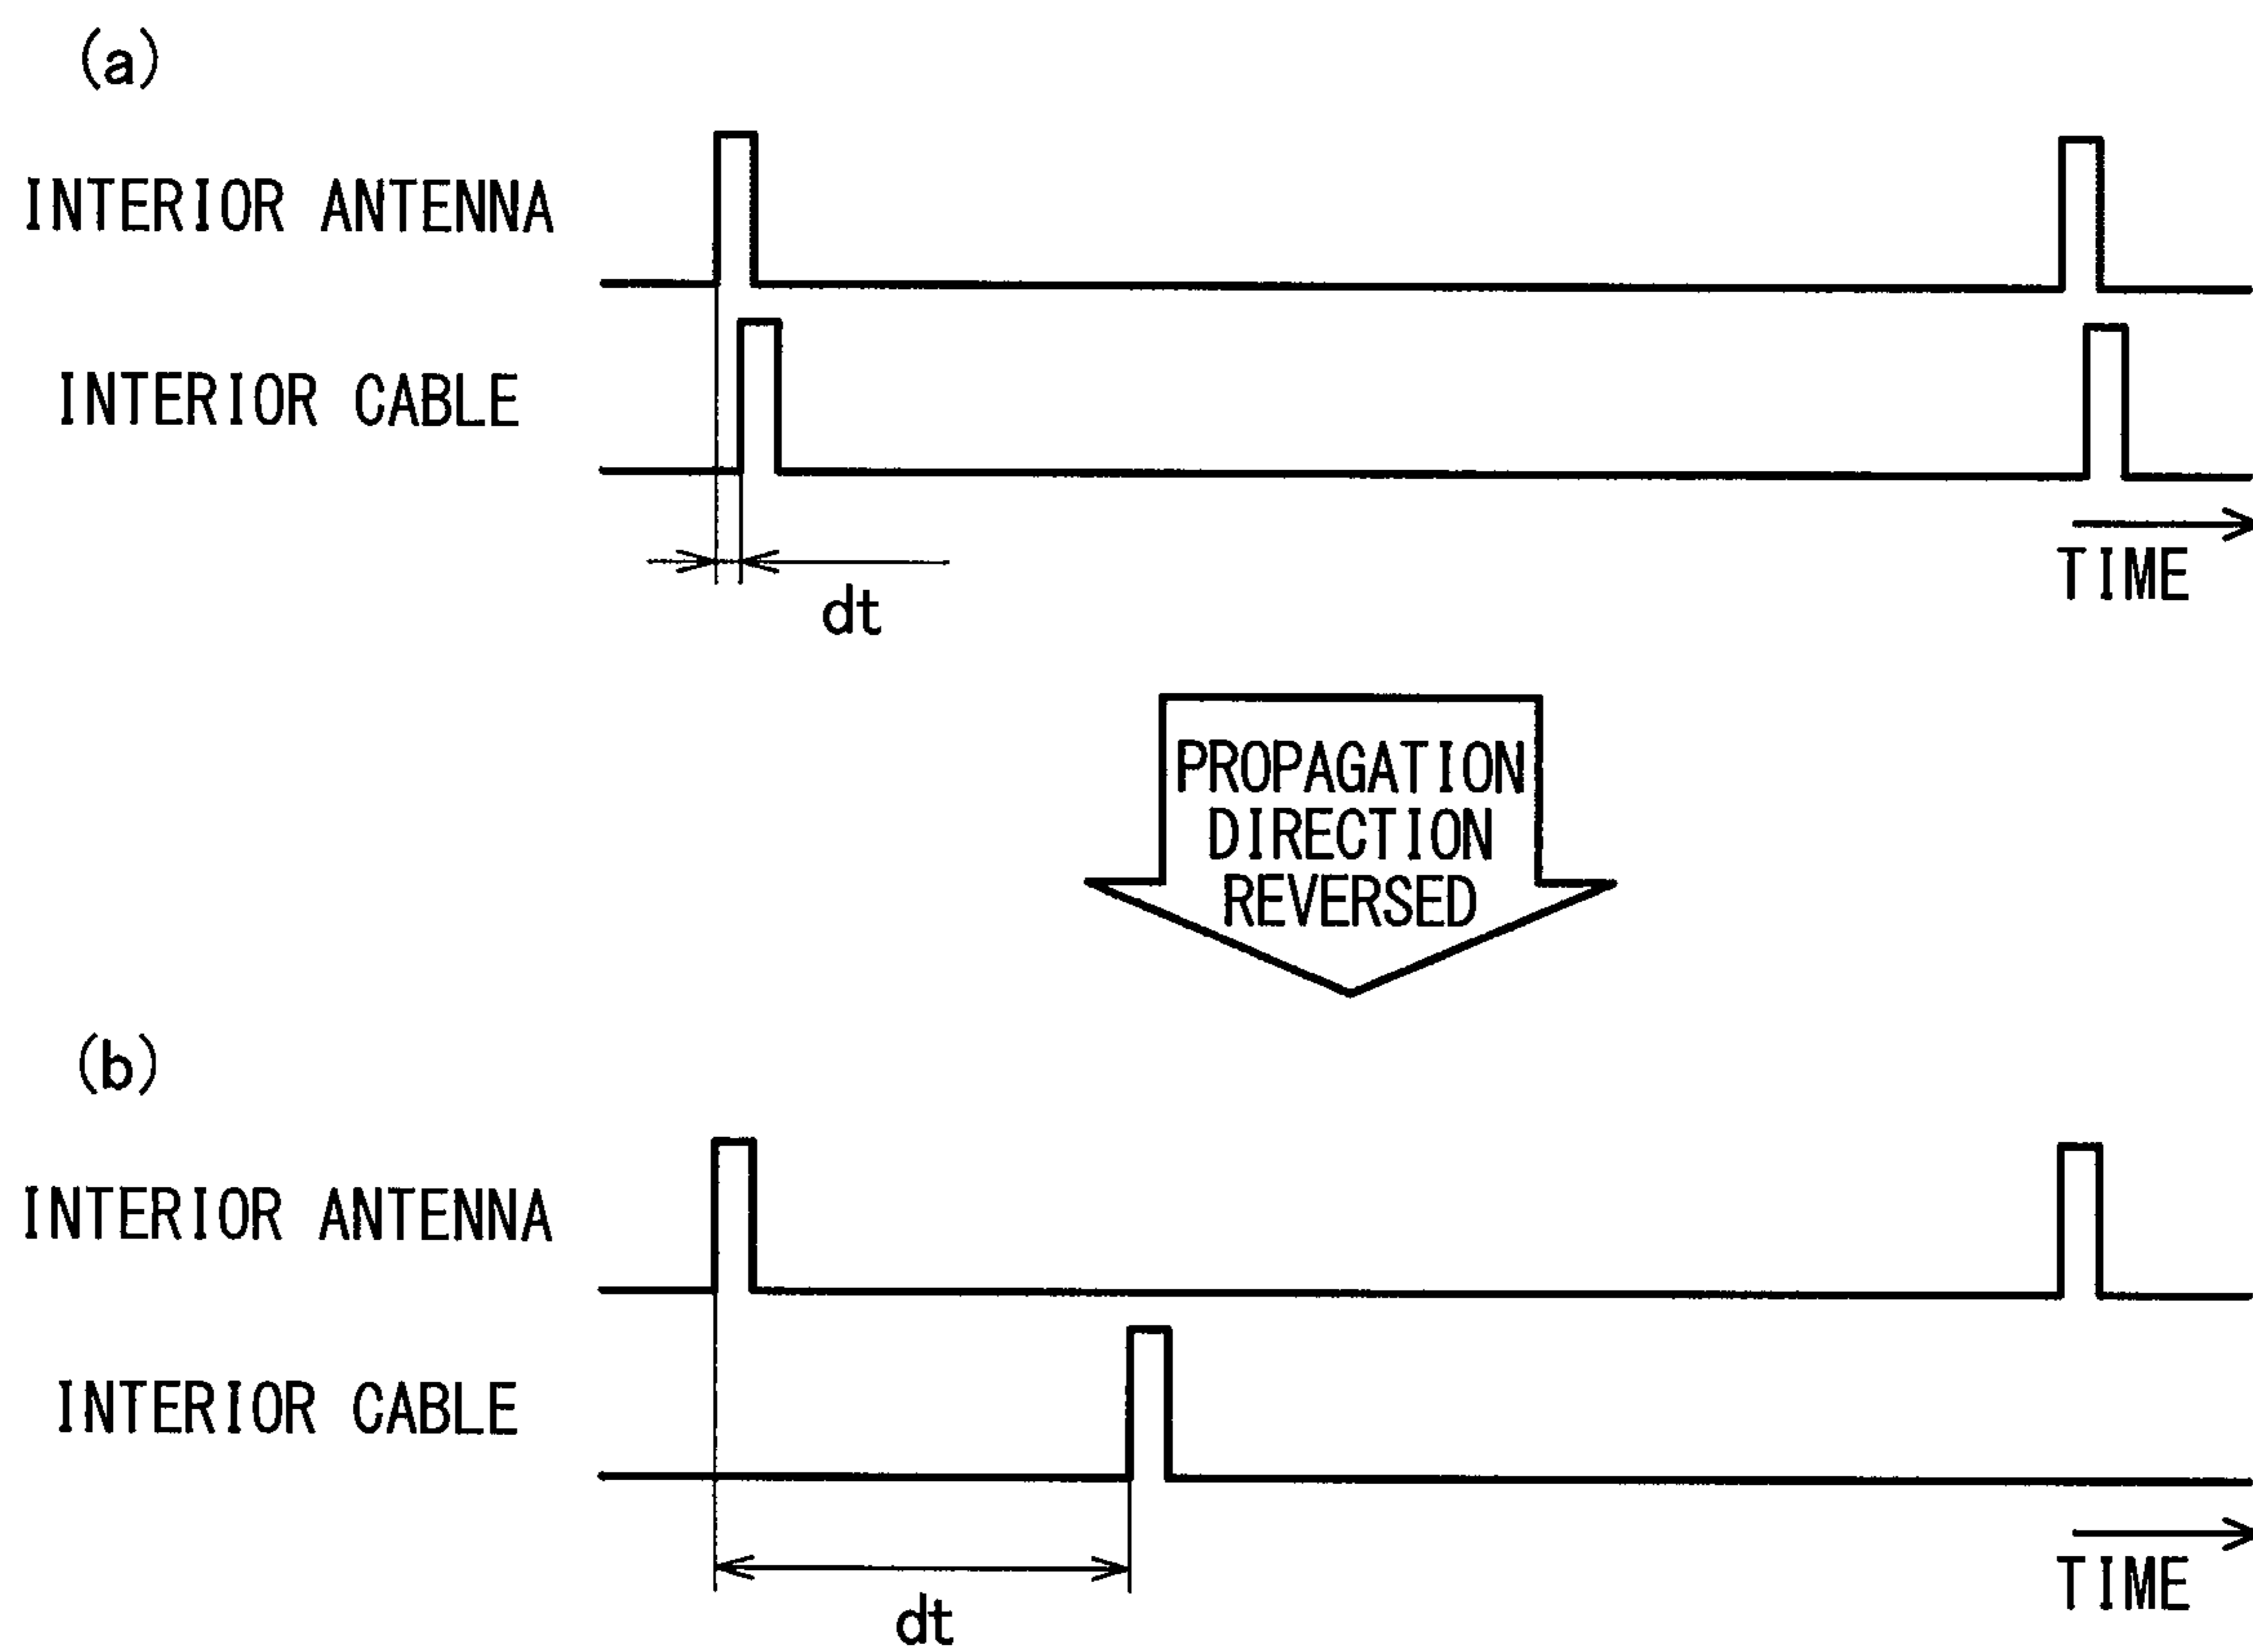 (a)
INTERIOR ANTENNA
INTERIOR CABLE
TIME
dt
PROPAGATION
DIRECTION
REVERSED
(b)
INTERIOR ANTENNA
INTERIOR CABLE
TIME
dt